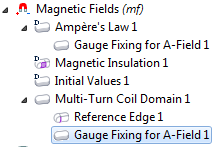 Magnetic Fields (mf)
D Ampère's Law 1
Gauge Fixing for A-Field 1
D Magnetic Insulation 1
D Initial Values 1
Multi-Turn Coil Domain 1
Reference Edge 1
Gauge Fixing for A-Field 1